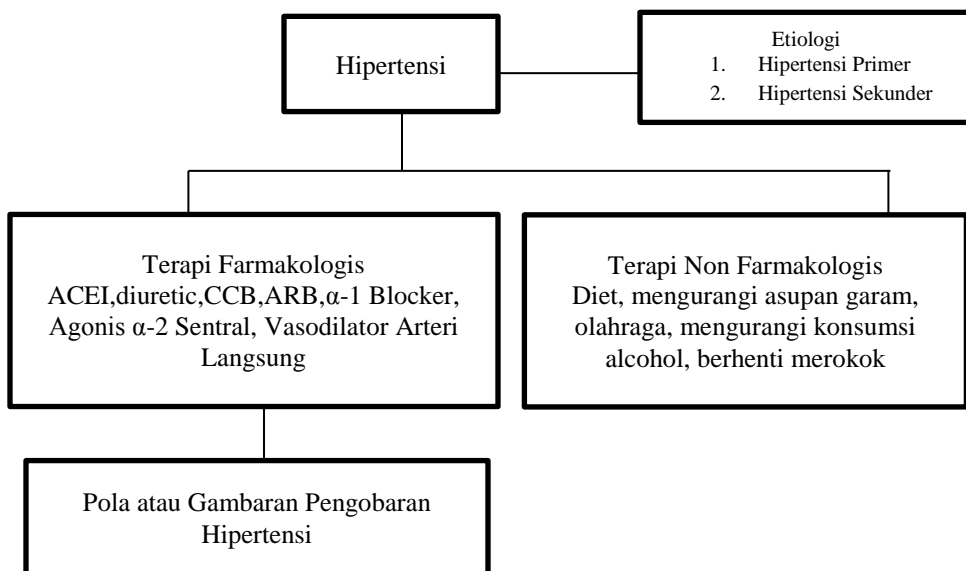 Hipertensi
Etiologi
1. Hipertensi Primer
2. Hipertensi Sekunder
Terapi Farmakologis
ACEI,diuretic,CCB,ARB,α-1 Blocker,
Agonis α-2 Sentral, Vasodilator Arteri
Langsung
Terapi Non Farmakologis
Diet, mengurangi asupan garam,
olahraga, mengurangi konsumsi
alcohol, berhenti merokok
Pola atau Gambaran Pengobaran
Hipertensi